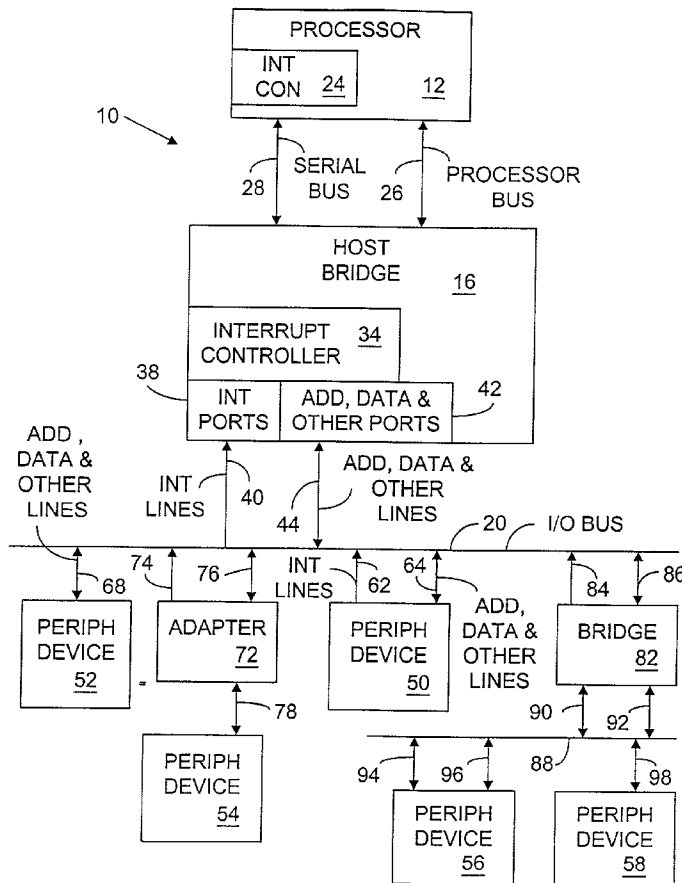 PROCESSOR
INT
CON
24
12
10
SERIAL
BUS
28
26
PROCESSOR
BUS
HOST
BRIDGE
16
INTERRUPT
CONTROLLER
34
38
INT
PORTS
ADD, DATA &
OTHER PORTS
42
ADD ,
DATA &
OTHER
LINES
INT
LINES
40
44
ADD, DATA &
OTHER
LINES
20
I/O BUS
68
74
76
INT
LINES
62
64
ADD,
DATA &
OTHER
LINES
84
86
PERIPH
DEVICE
52
ADAPTER
72
PERIPH
DEVICE
50
BRIDGE
82
78
90
92
PERIPH
DEVICE
54
88
94
96
98
PERIPH
DEVICE
56
PERIPH
DEVICE
58